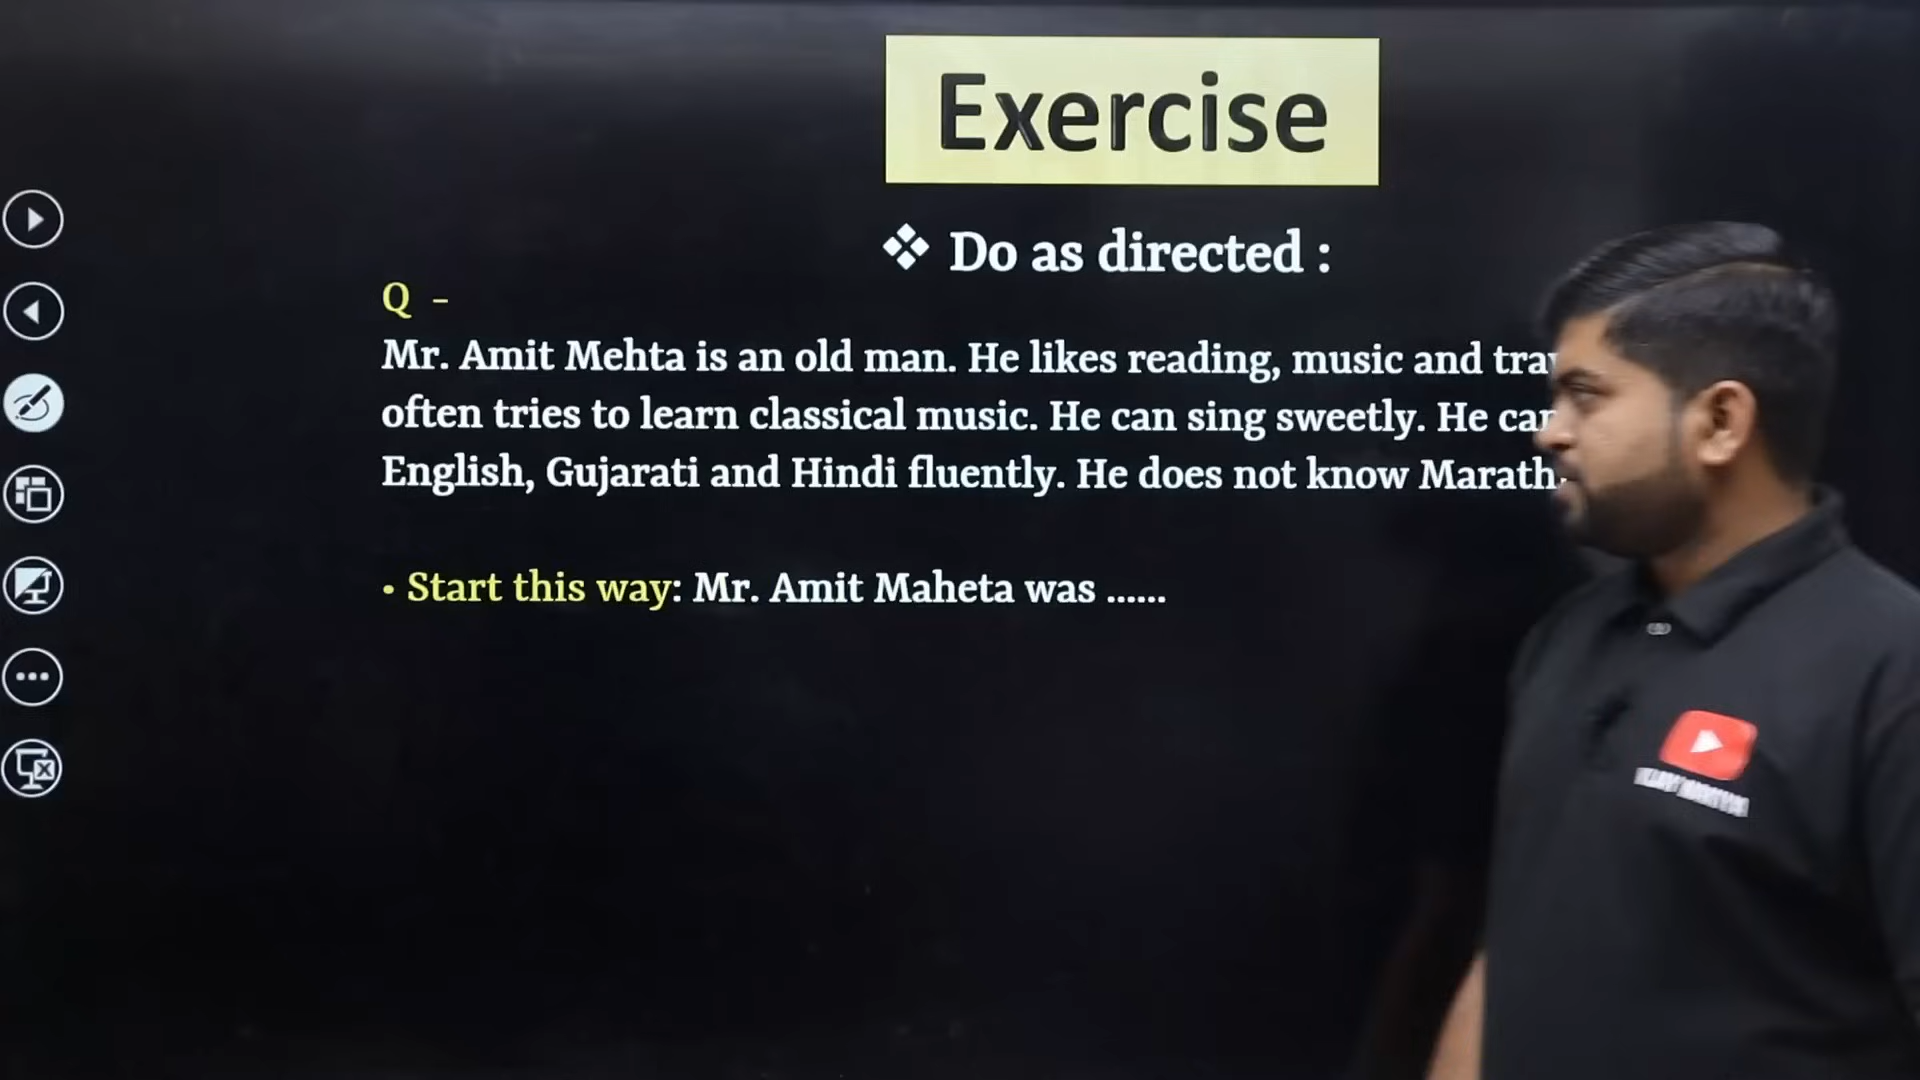 Exercise
❖ Do as directed :
Q -
Mr. Amit Mehta is an old man. He likes reading, music and
often tries to learn classical music. He can sing sweetly. He
English, Gujarati and Hindi fluently. He does not know
• Start this way: Mr. Amit Maheta was ......